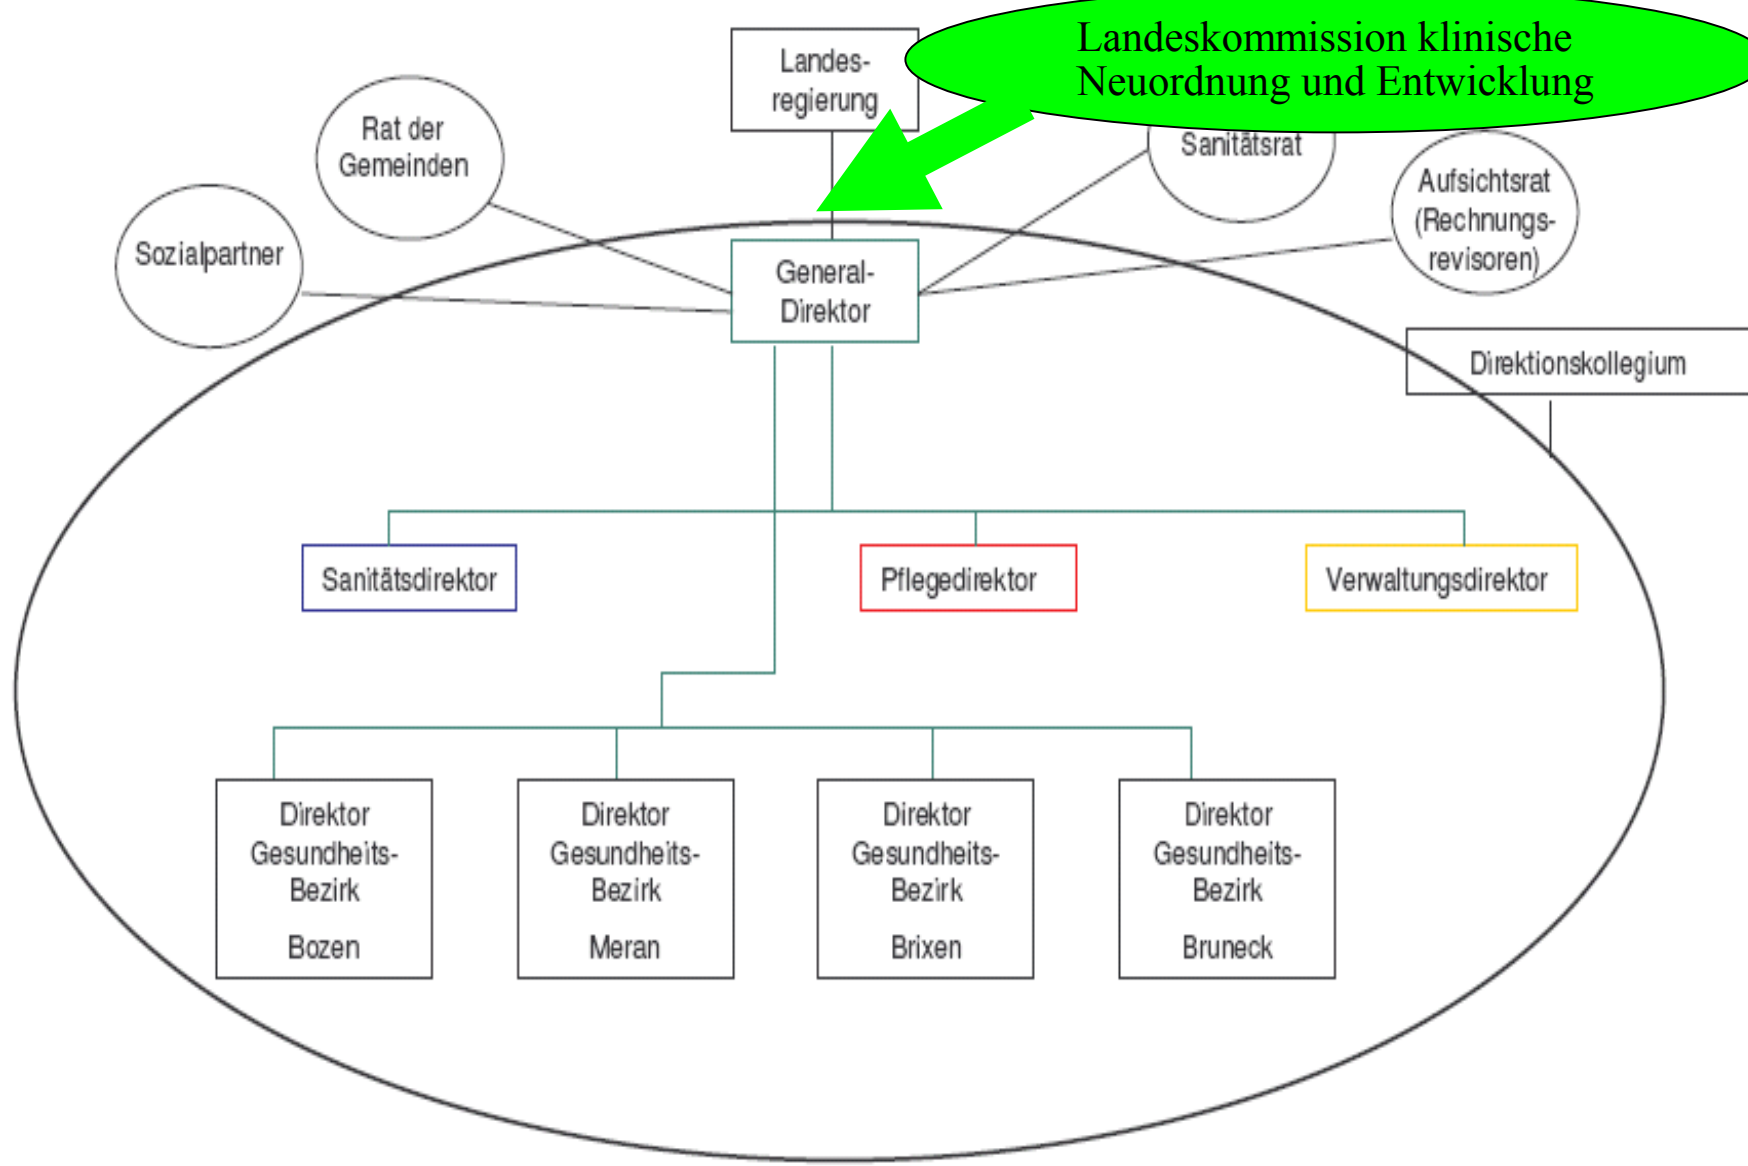 Landeskommission klinische
Neuordnung und Entwicklung
Landes-
regierung
Rat der
Gemeinden
Sanitätsrat
Sozialpartner
Aufsichtsrat
(Rechnungs-
revisoren)
General-
Direktor
Direktionskollegium
Sanitätsdirektor
Pflegedirektor
Verwaltungsdirektor
Direktor
Gesundheits-
Bezirk
Bozen
Direktor
Gesundheits-
Bezirk
Meran
Direktor
Gesundheits-
Bezirk
Brixen
Direktor
Gesundheits-
Bezirk
Bruneck